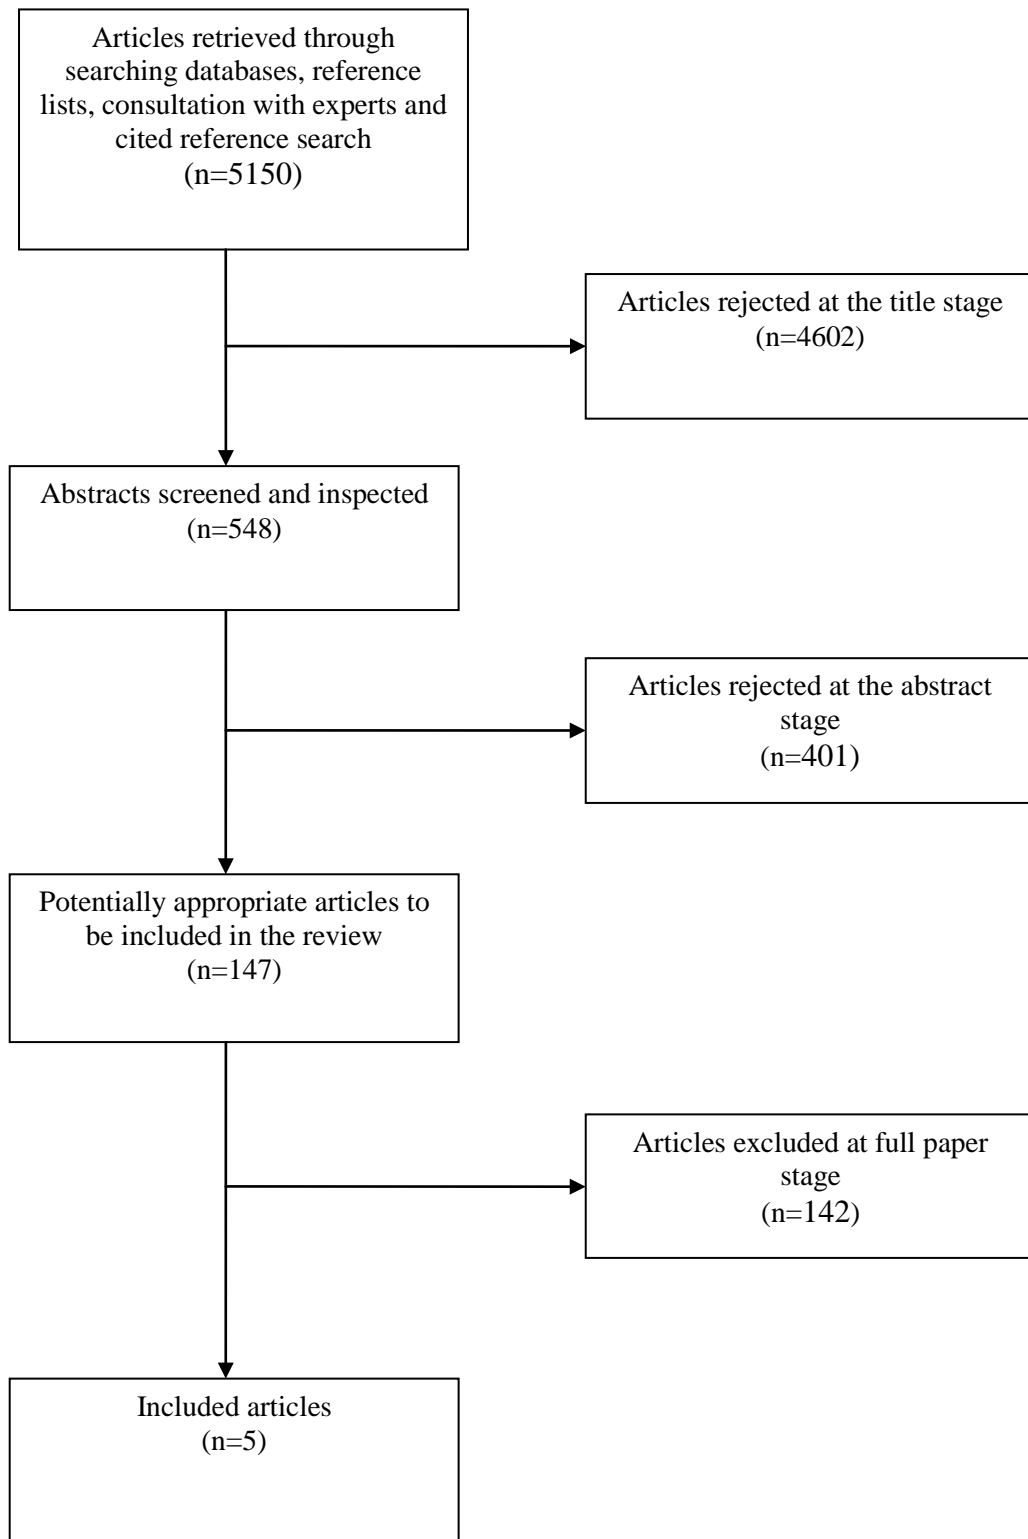 Articles retrieved through
searching databases, reference
lists, consultation with experts and
cited reference search
(n=5150)
Articles rejected at the title stage
(n=4602)
Abstracts screened and inspected
(n=548)
Articles rejected at the abstract
stage
(n=401)
Potentially appropriate articles to
be included in the review
(n=147)
Articles excluded at full paper
stage
(n=142)
Included articles
(n=5)